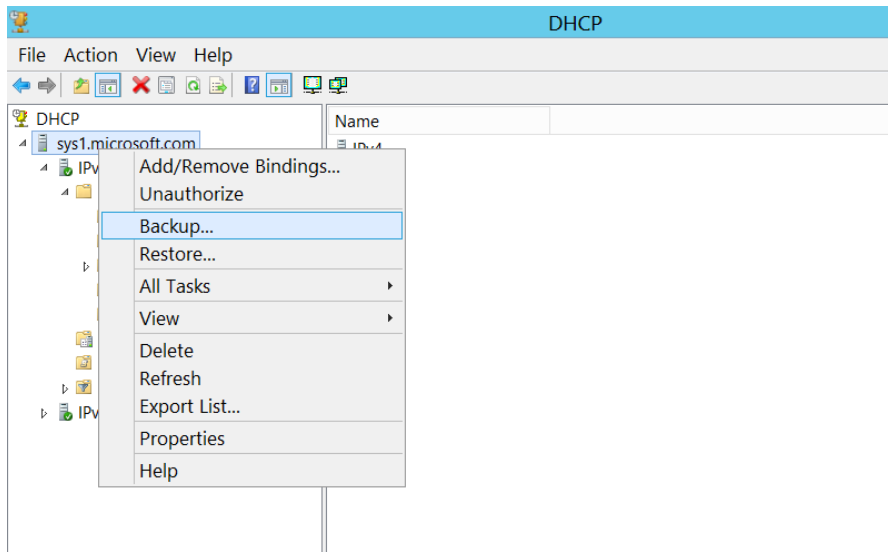 DHCP
File Action View Help
DHCP
Name
sys1.microsoft.com
IPv4
IPv
Add/Remove Bindings...
Unauthorize
Backup...
Restore...
All Tasks
View
Delete
Refresh
Export List...
IPv
Properties
Help